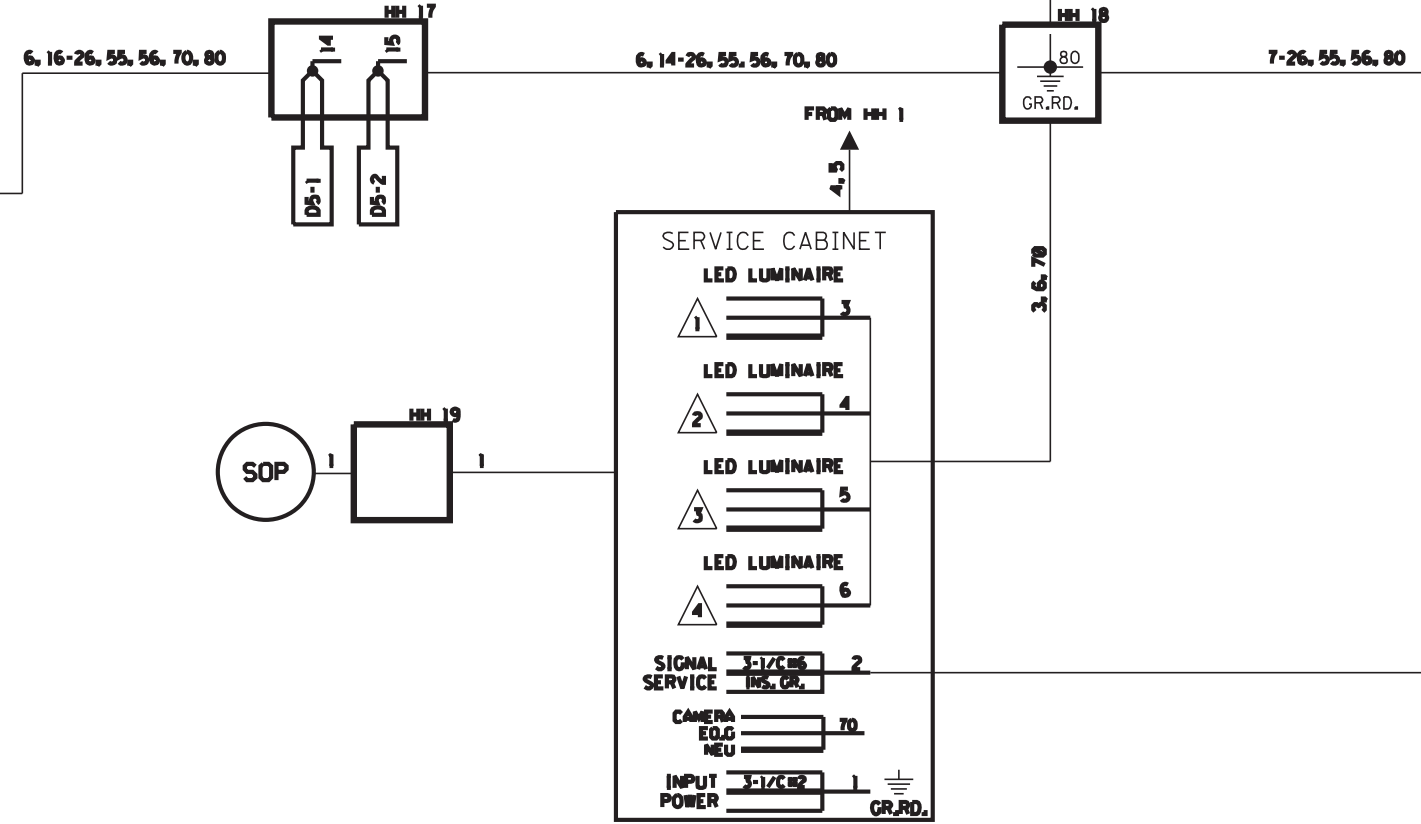 HH 17
HH 18
6, 16-26, 55, 56, 70, 80
14
15
6, 14-26, 55. 56, 70, 80
80
GR.RD.
7-26, 55, 56, 80
FROM HH 1
4, 5
D5-1
D5-2
3, 6, 70
SERVICE CABINET
LED LUMINAIRE
1
3
LED LUMINAIRE
2
4
HH 19
SOP
1
1
LED LUMINAIRE
3
5
LED LUMINAIRE
4
6
SIGNAL
SERVICE
3-1/C#6
INS. GR.
2
CAMERA
EQ.G
NEU
70
INPUT
POWER
3-1/C#2
1
GR.RD.